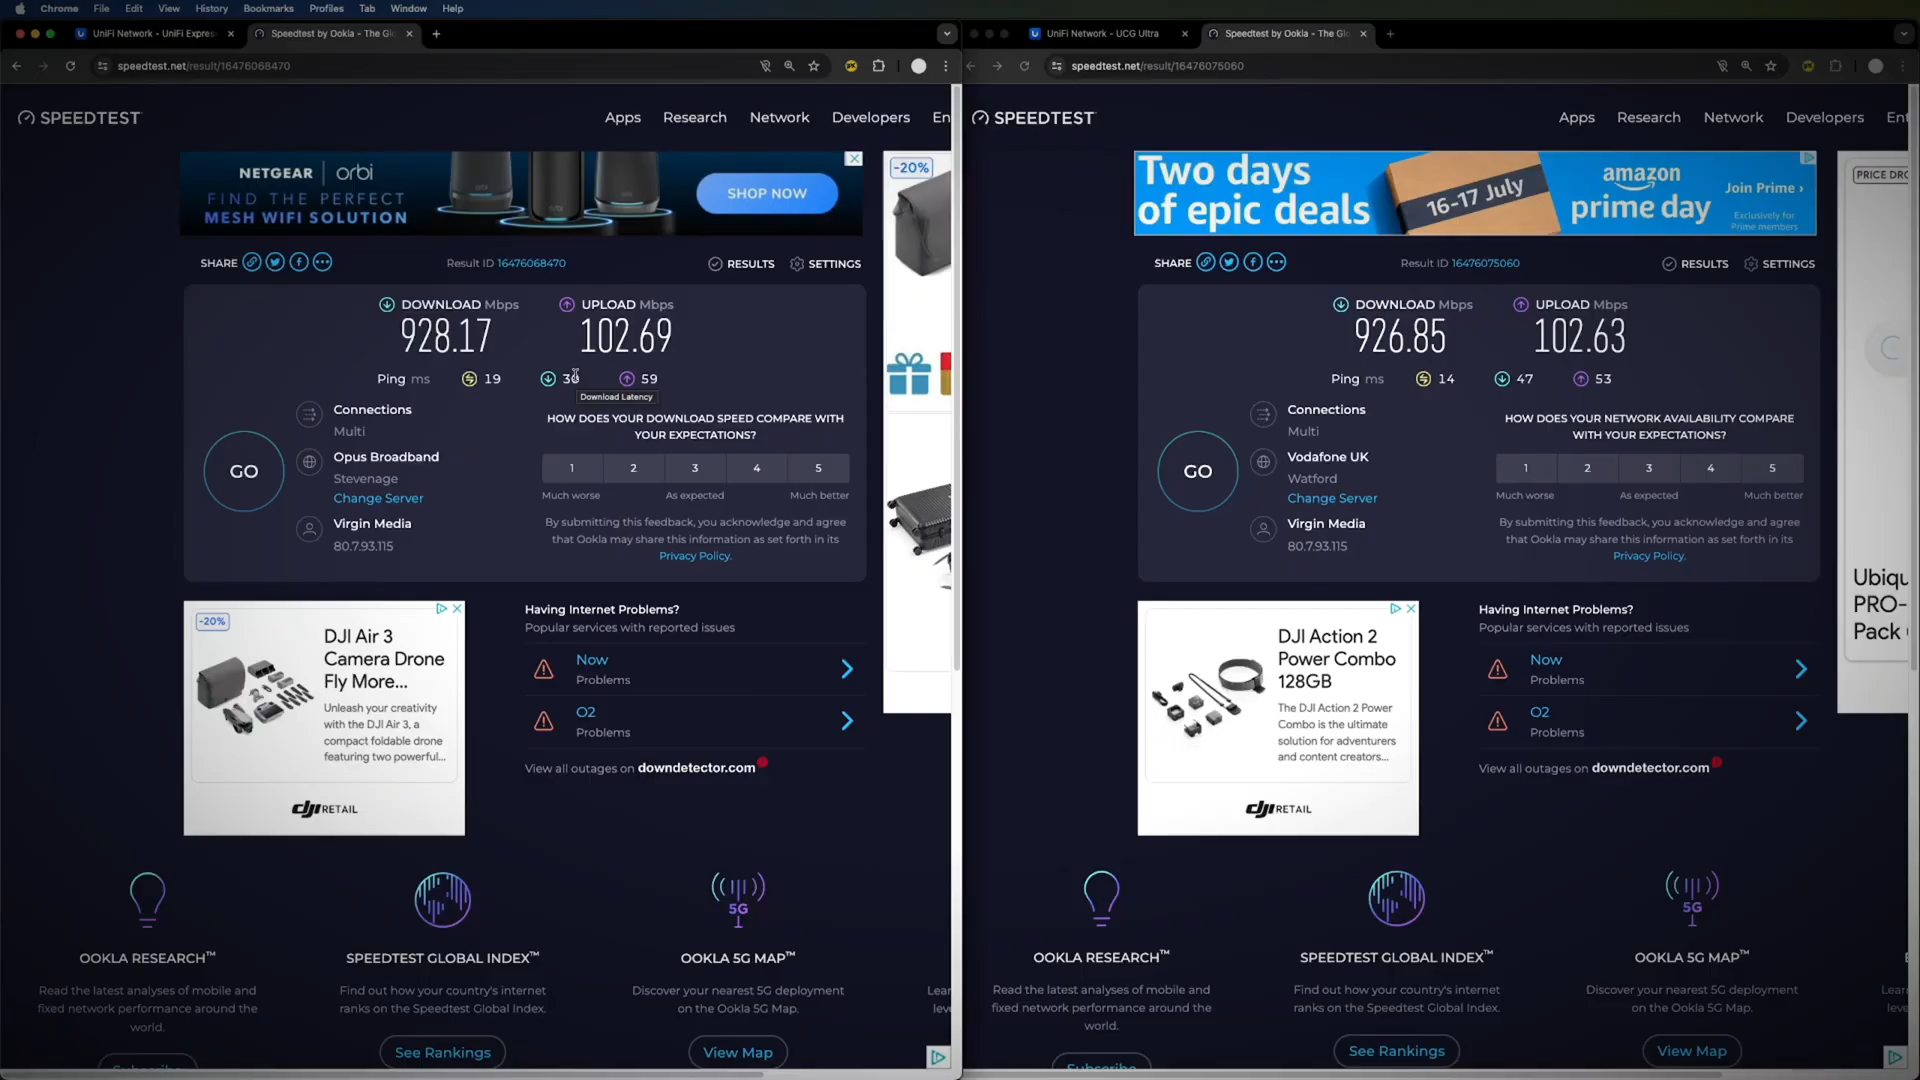 Chrome File Edit View History Bookmarks Profiles Tab Window Help
UniFi Network - UniFi Express
Speedtest by Ookla - The Glo
speedtest.net/result/16476068470
SPEEDTEST
Apps Research Network Developers En
NETGEAR | orbi
FIND THE PERFECT
MESH WIFI SOLUTION
SHOP NOW
-20%
SHARE
Result ID 16476068470
RESULTS SETTINGS
DOWNLOAD Mbps
928.17
UPLOAD Mbps
102.69
Ping ms 19 59
Download Latency
GO
Connections
Multi
Opus Broadband
Stevenage
Change Server
Virgin Media
80.7.93.115
HOW DOES YOUR DOWNLOAD SPEED COMPARE WITH
YOUR EXPECTATIONS?
1 2 3 4 5
Much worse As expected Much better
By submitting this feedback, you acknowledge and agree
that Ookla may share this information as set forth in its
Privacy Policy.
-20%
DJI Air 3
Camera Drone
Fly More...
Unleash your creativity
with the DJI Air 3, a
compact foldable drone
featuring two powerful...
dji RETAIL
Having Internet Problems?
Popular services with reported issues
Now
Problems
O2
Problems
View all outages on downdetector.com
5G
OOKLA RESEARCH™
Read the latest analyses of mobile and
fixed network performance around the
world.
Subscribe
SPEEDTEST GLOBAL INDEX™
Find out how your country's internet
ranks on the Speedtest Global Index.
See Rankings
OOKLA 5G MAP™
Discover your nearest 5G deployment
on the Ookla 5G Map.
View Map
Lear
leve
UniFi Network - UCG Ultra
Speedtest by Ookla - The Glo
speedtest.net/result/16476075060
SPEEDTEST
Apps Research Network Developers Ent
Two days
of epic deals
16-17 July
amazon
prime day
Join Prime ›
Exclusively for
Prime members
PRICE DRO
SHARE
Result ID 16476075060
RESULTS SETTINGS
DOWNLOAD Mbps
926.85
UPLOAD Mbps
102.63
Ping ms 14 47 53
GO
Connections
Multi
Vodafone UK
Watford
Change Server
Virgin Media
80.7.93.115
HOW DOES YOUR NETWORK AVAILABILITY COMPARE
WITH YOUR EXPECTATIONS?
1 2 3 4 5
Much worse As expected Much better
By submitting this feedback, you acknowledge and agree
that Ookla may share this information as set forth in its
Privacy Policy.
Ubiqu
PRO-
Pack
DJI Action 2
Power Combo
128GB
The DJI Action 2 Power
Combo is the ultimate
solution for adventurers
and content creators...
dji RETAIL
Having Internet Problems?
Popular services with reported issues
Now
Problems
O2
Problems
View all outages on downdetector.com
5G
OOKLA RESEARCH™
Read the latest analyses of mobile and
fixed network performance around the
world.
Subscribe
SPEEDTEST GLOBAL INDEX™
Find out how your country's internet
ranks on the Speedtest Global Index.
See Rankings
OOKLA 5G MAP™
Discover your nearest 5G deployment
on the Ookla 5G Map.
View Map
Lea
leve